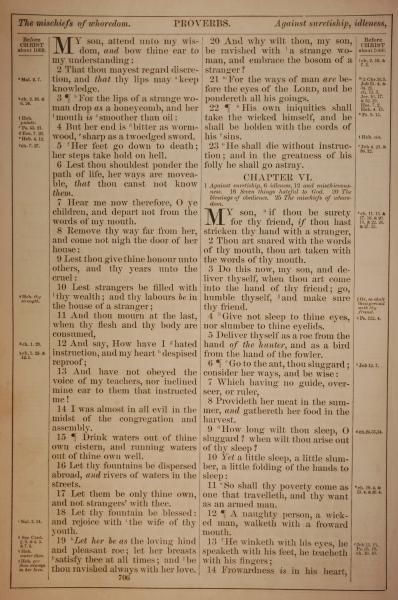 The mischiefs of whoredom. PROVERBS. Against suretiship, idleness,
Before
CHRIST
about 1000.
MY son, attend unto my wis-
dom, and bow thine ear to
my understanding:
2 That thou mayest regard discre-
tion, and that thy lips may keep
knowledge.
3 ¶ For the lips of a strange wo-
man drop as a honeycomb, and her
mouth is smoother than oil:
4 But her end is bitter as worm-
wood, sharp as a twoedged sword.
5 Her feet go down to death;
her steps take hold on hell.
6 Lest thou shouldest ponder the
path of life, her ways are movea-
ble, that thou canst not know
them.
7 Hear me now therefore, O ye
children, and depart not from the
words of my mouth.
8 Remove thy way far from her,
and come not nigh the door of her
house:
9 Lest thou give thine honour unto
others, and thy years unto the
cruel:
10 Lest strangers be filled with
thy wealth; and thy labours be in
the house of a stranger;
11 And thou mourn at the last,
when thy flesh and thy body are
consumed,
12 And say, How have I hated
instruction, and my heart despised
reproof;
13 And have not obeyed the
voice of my teachers, nor inclined
mine ear to them that instructed
me!
14 I was almost in all evil in the
midst of the congregation and
assembly.
15 ¶ Drink waters out of thine
own cistern, and running waters
out of thine own well.
16 Let thy fountains be dispersed
abroad, and rivers of waters in the
streets.
17 Let them be only thine own,
and not strangers' with thee.
18 Let thy fountain be blessed:
and rejoice with the wife of thy
youth.
19 Let her be as the loving hind
and pleasant roe; let her breasts
satisfy thee at all times; and be
thou ravished always with her love.
706
20 And why wilt thou, my son,
be ravished with a strange wo-
man, and embrace the bosom of a
stranger?
21 For the ways of man are be-
fore the eyes of the LORD, and he
pondereth all his goings.
22 ¶ His own iniquities shall
take the wicked himself, and he
shall be holden with the cords of
his sins.
23 He shall die without instruc-
tion; and in the greatness of his
folly he shall go astray.
CHAPTER VI.
1 Against suretiship, 6 idleness, 12 and mischievous-
ness. 16 Seven things hateful to God. 20 The
blessings of obedience. 25 The mischiefs of whore-
dom.
MY son, if thou be surety
for thy friend, if thou hast
stricken thy hand with a stranger,
2 Thou art snared with the words
of thy mouth, thou art taken with
the words of thy mouth.
3 Do this now, my son, and de-
liver thyself, when thou art come
into the hand of thy friend; go,
humble thyself, and make sure
thy friend.
4 Give not sleep to thine eyes,
nor slumber to thine eyelids.
5 Deliver thyself as a roe from the
hand of the hunter, and as a bird
from the hand of the fowler.
6 ¶ Go to the ant, thou sluggard;
consider her ways, and be wise:
7 Which having no guide, over-
seer, or ruler,
8 Provideth her meat in the sum-
mer, and gathereth her food in the
harvest.
9 How long wilt thou sleep, O
sluggard? when wilt thou arise out
of thy sleep?
10 Yet a little sleep, a little slum-
ber, a little folding of the hands to
sleep:
11 So shall thy poverty come as
one that travelleth, and thy want
as an armed man.
12 ¶ A naughty person, a wick-
ed man, walketh with a froward
mouth.
13 He winketh with his eyes, he
speaketh with his feet, he teacheth
with his fingers;
14 Frowardness is in his heart,
Before
CHRIST
about 1000.